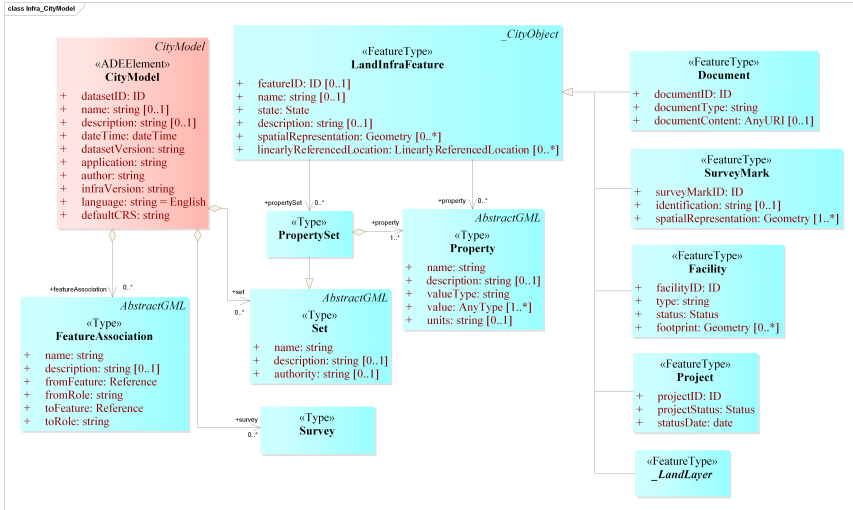 class Infra_CityModel
CityModel
«ADEElement»
CityModel
+ datasetID: ID
+ name: string [0..1]
+ description: string [0..1]
+ dateTime: dateTime
+ datasetVersion: string
+ application: string
+ author: string
+ infraVersion: string
+ language: string = English
+ defaultCRS: string
_CityObject
«FeatureType»
LandInfraFeature
+ featureID: ID [0..1]
+ name: string [0..1]
+ state: State
+ description: string [0..1]
+ spatialRepresentation: Geometry [0..*]
+ linearlyReferencedLocation: LinearlyReferencedLocation [0..*]
«FeatureType»
Document
+ documentID: ID
+ documentType: string
+ documentContent: AnyURI [0..1]
«FeatureType»
SurveyMark
+ surveyMarkID: ID
+ identification: string [0..1]
+ spatialRepresentation: Geometry [1..*]
«FeatureType»
Facility
+ facilityID: ID
+ type: string
+ status: Status
+ footprint: Geometry [0..*]
«FeatureType»
Project
+ projectID: ID
+ projectStatus: Status
+ statusDate: date
«FeatureType»
_LandLayer
+propertySet 0..*
+property 0..*
«Type»
PropertySet
+property
1..*
AbstractGML
«Type»
Property
+ name: string
+ description: string [0..1]
+ valueType: string
+ value: AnyType [1..*]
+ units: string [0..1]
+featureAssociation 0..*
AbstractGML
«Type»
FeatureAssociation
+ name: string
+ description: string [0..1]
+ fromFeature: Reference
+ fromRole: string
+ toFeature: Reference
+ toRole: string
+set
0..*
AbstractGML
«Type»
Set
+ name: string
+ description: string [0..1]
+ authority: string [0..1]
+survey
0..*
«Type»
Survey